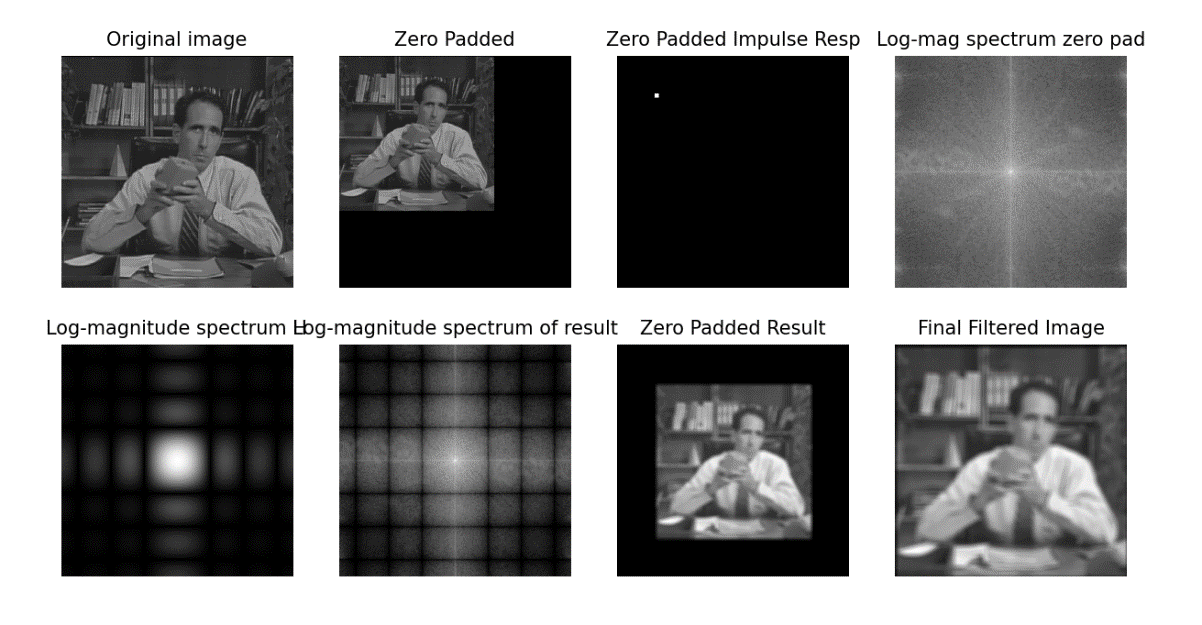 Original image
Zero Padded
Zero Padded Impulse Resp
Log-mag spectrum zero pad
Log-magnitude spectrum H
Log-magnitude spectrum of result
Zero Padded Result
Final Filtered Image